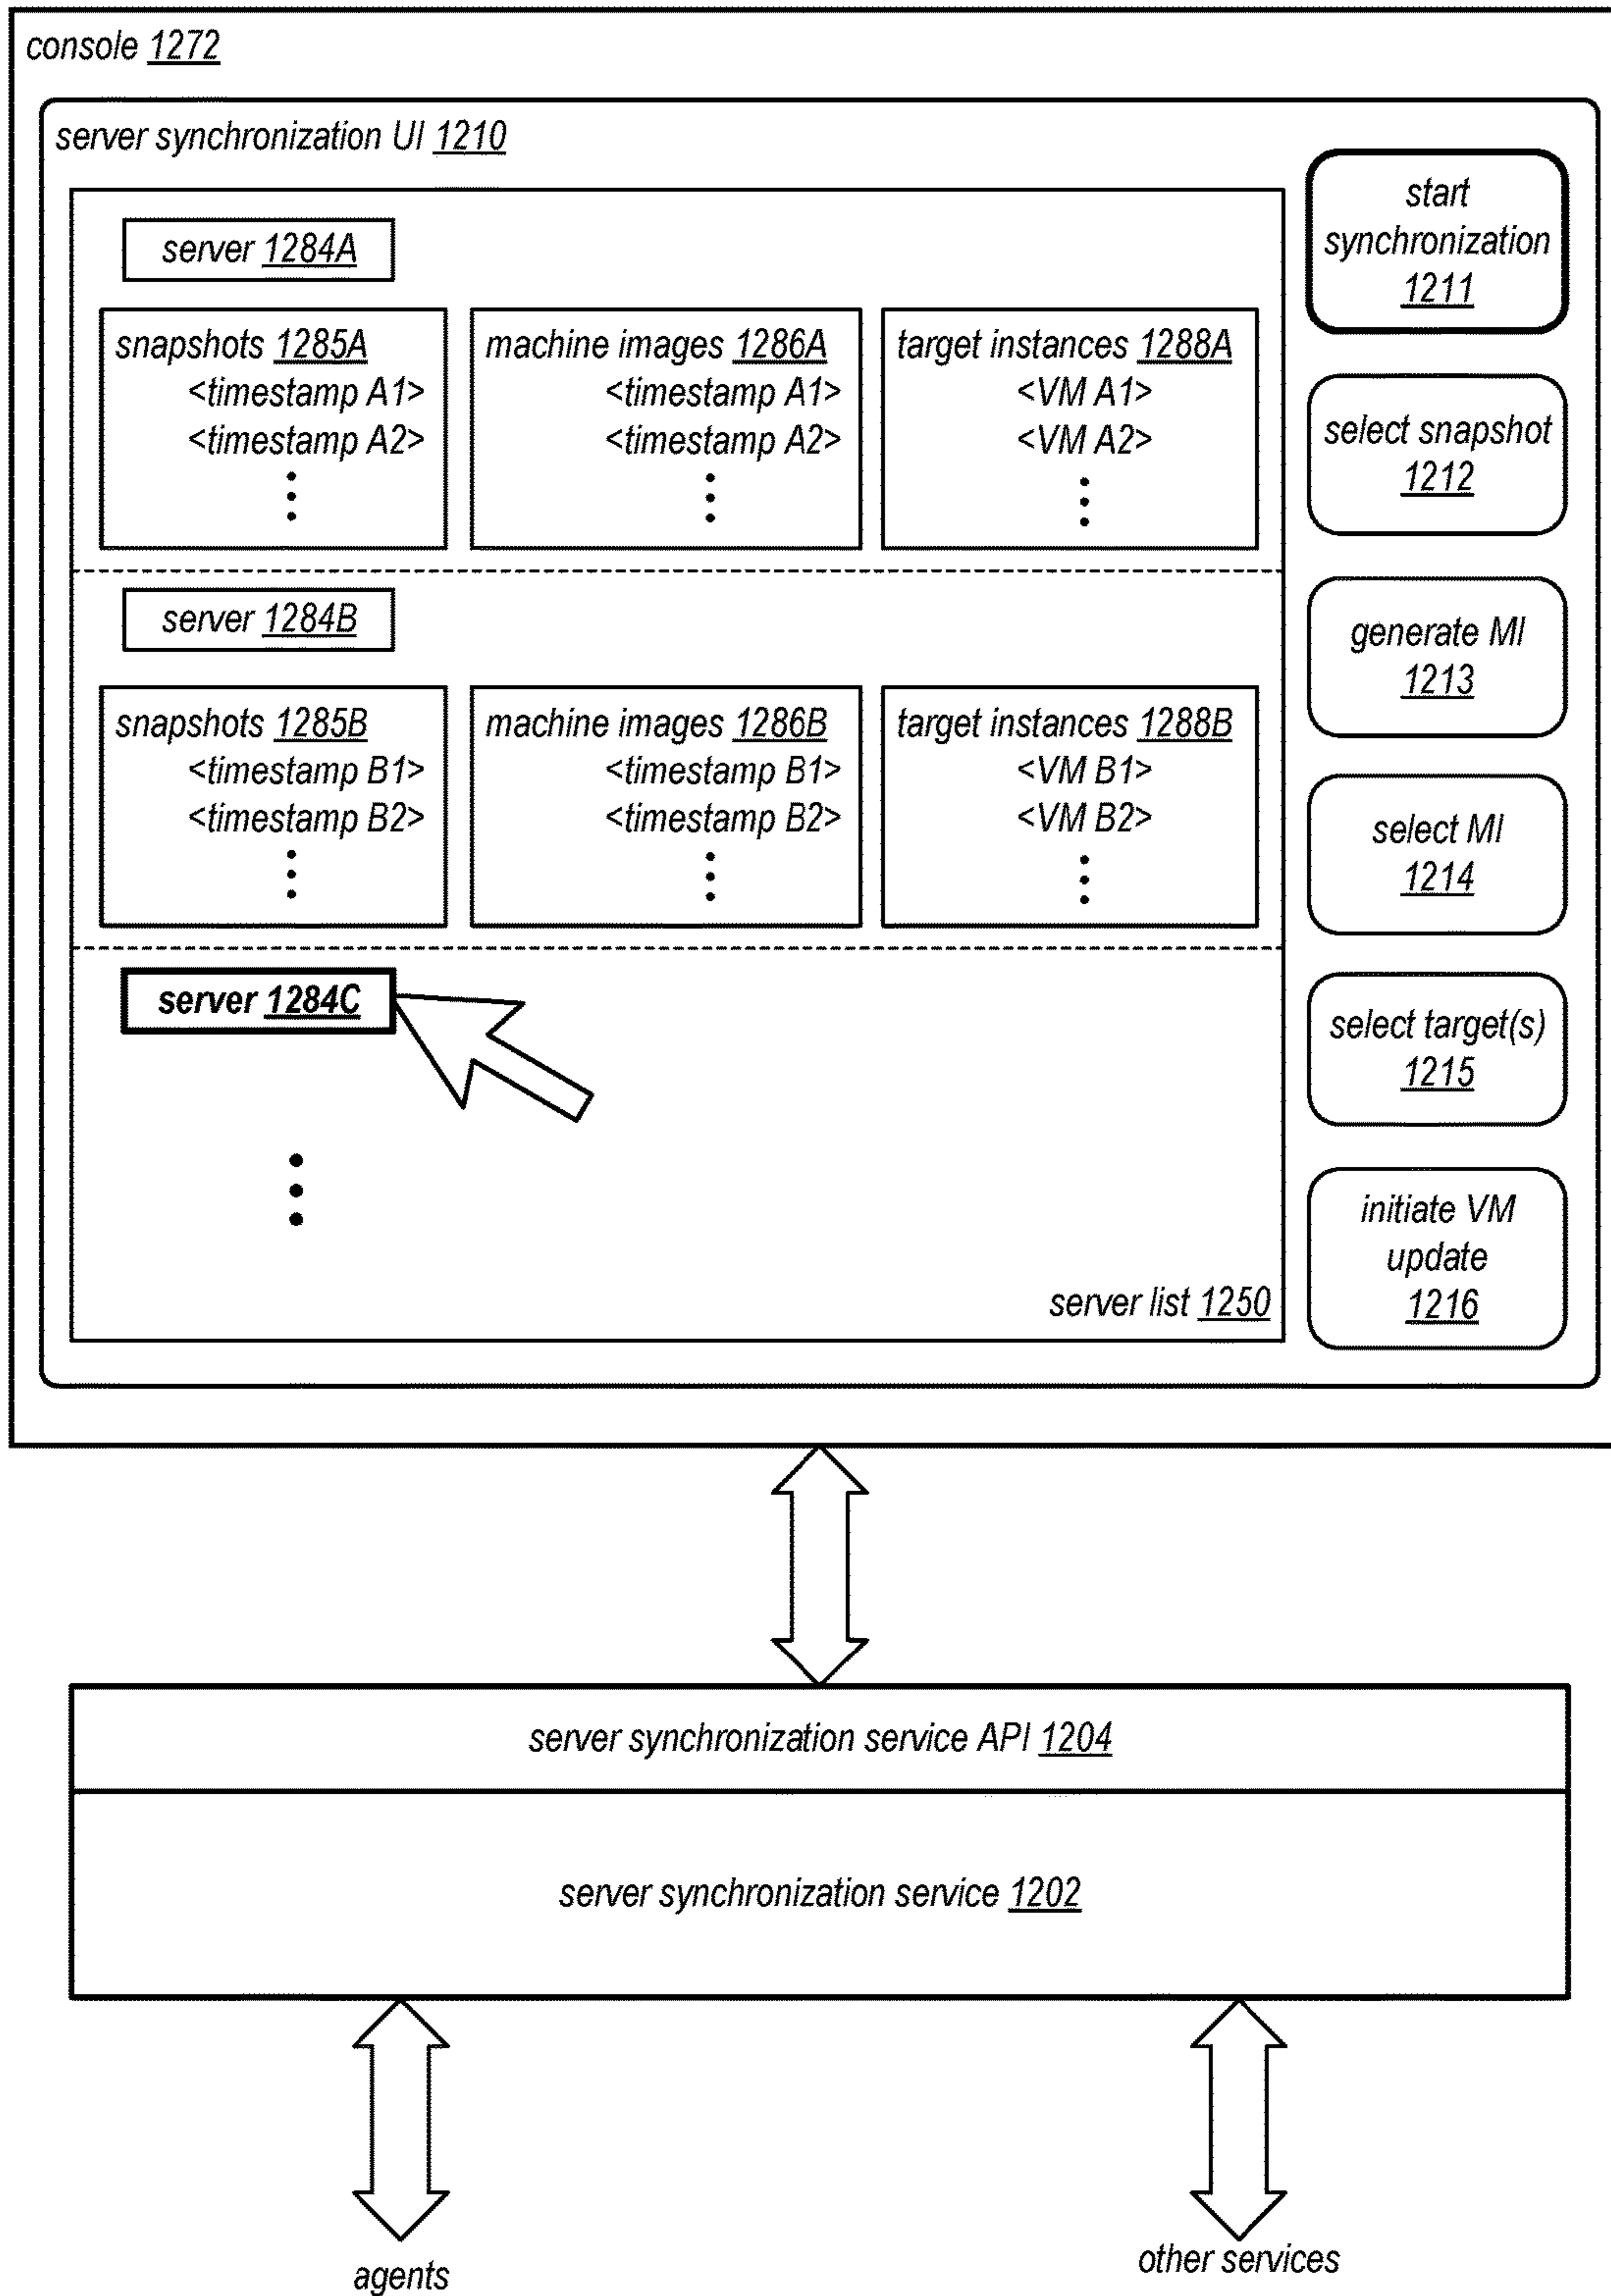 console 1272
server synchronization UI 1210
server 1284A
snapshots 1285A
<timestamp A1>
<timestamp A2>
machine images 1286A
<timestamp A1>
<timestamp A2>
target instances 1288A
<VM A1>
<VM A2>
server 1284B
snapshots 1285B
<timestamp B1>
<timestamp B2>
machine images 1286B
<timestamp B1>
<timestamp B2>
target instances 1288B
<VM B1>
<VM B2>
server 1284C
server list 1250
start
synchronization
1211
select snapshot
1212
generate MI
1213
select MI
1214
select target(s)
1215
initiate VM
update
1216
server synchronization service API 1204
server synchronization service 1202
agents
other services